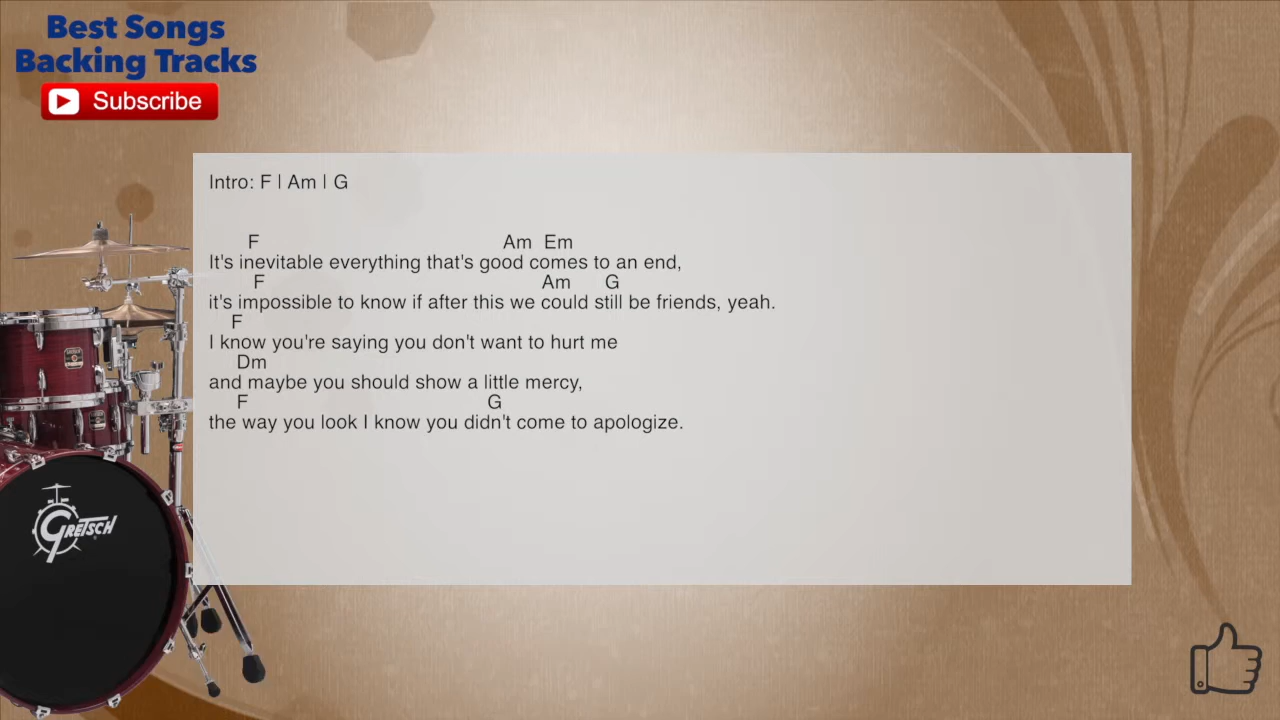 Best Songs
Backing Tracks
Subscribe
Intro: F | Am | G
F Am Em
It's inevitable everything that's good comes to an end,
F Am G
it's impossible to know if after this we could still be friends, yeah.
F
I know you're saying you don't want to hurt me
Dm
and maybe you should show a little mercy,
F G
the way you look I know you didn't come to apologize.
GRETSCH